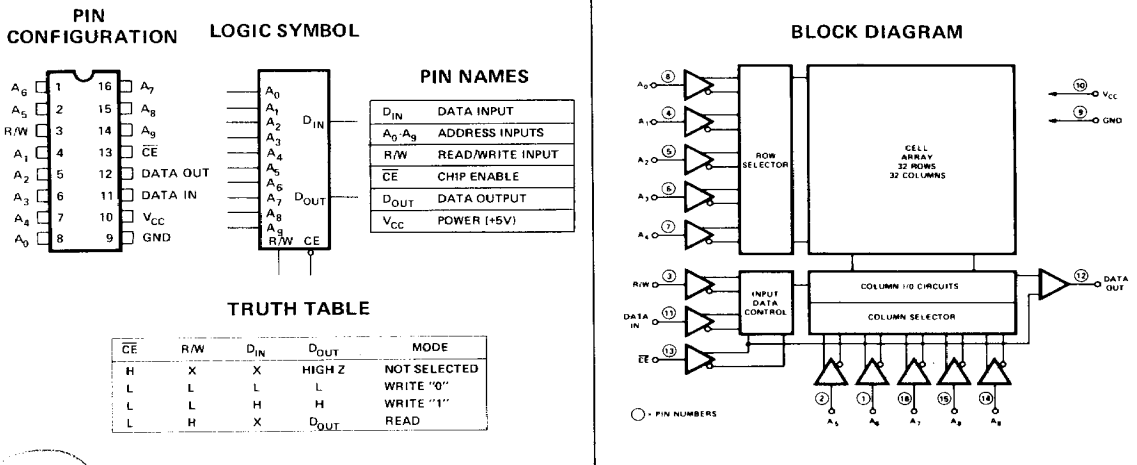 PIN
CONFIGURATION
A6 1 16 A7
A5 2 15 A8
R/W 3 14 A9
A1 4 13 CE
A2 5 12 DATA OUT
A3 6 11 DATA IN
A4 7 10 VCC
A0 8 9 GND
LOGIC SYMBOL
A0
A1
A2
A3
A4
A5
A6
A7
A8
A9
DIN
DOUT
R/W CE
PIN NAMES
DIN DATA INPUT
A0-A9 ADDRESS INPUTS
R/W READ/WRITE INPUT
CE CHIP ENABLE
DOUT DATA OUTPUT
VCC POWER (+5V)
TRUTH TABLE
CE R/W DIN DOUT MODE
H X X HIGH Z NOT SELECTED
L L L L WRITE "0"
L L H H WRITE "1"
L H X DOUT READ
BLOCK DIAGRAM
A0 8
A1 4
A2 5
A3 6
A4 7
ROW
SELECTOR
CELL
ARRAY
32 ROWS
32 COLUMNS
10 VCC
9 GND
R/W 3
DATA
IN 11
CE 13
INPUT
DATA
CONTROL
COLUMN I/O CIRCUITS
COLUMN SELECTOR
12 DATA
OUT
2 1 16 15 14
A5 A6 A7 A8 A9
= PIN NUMBERS